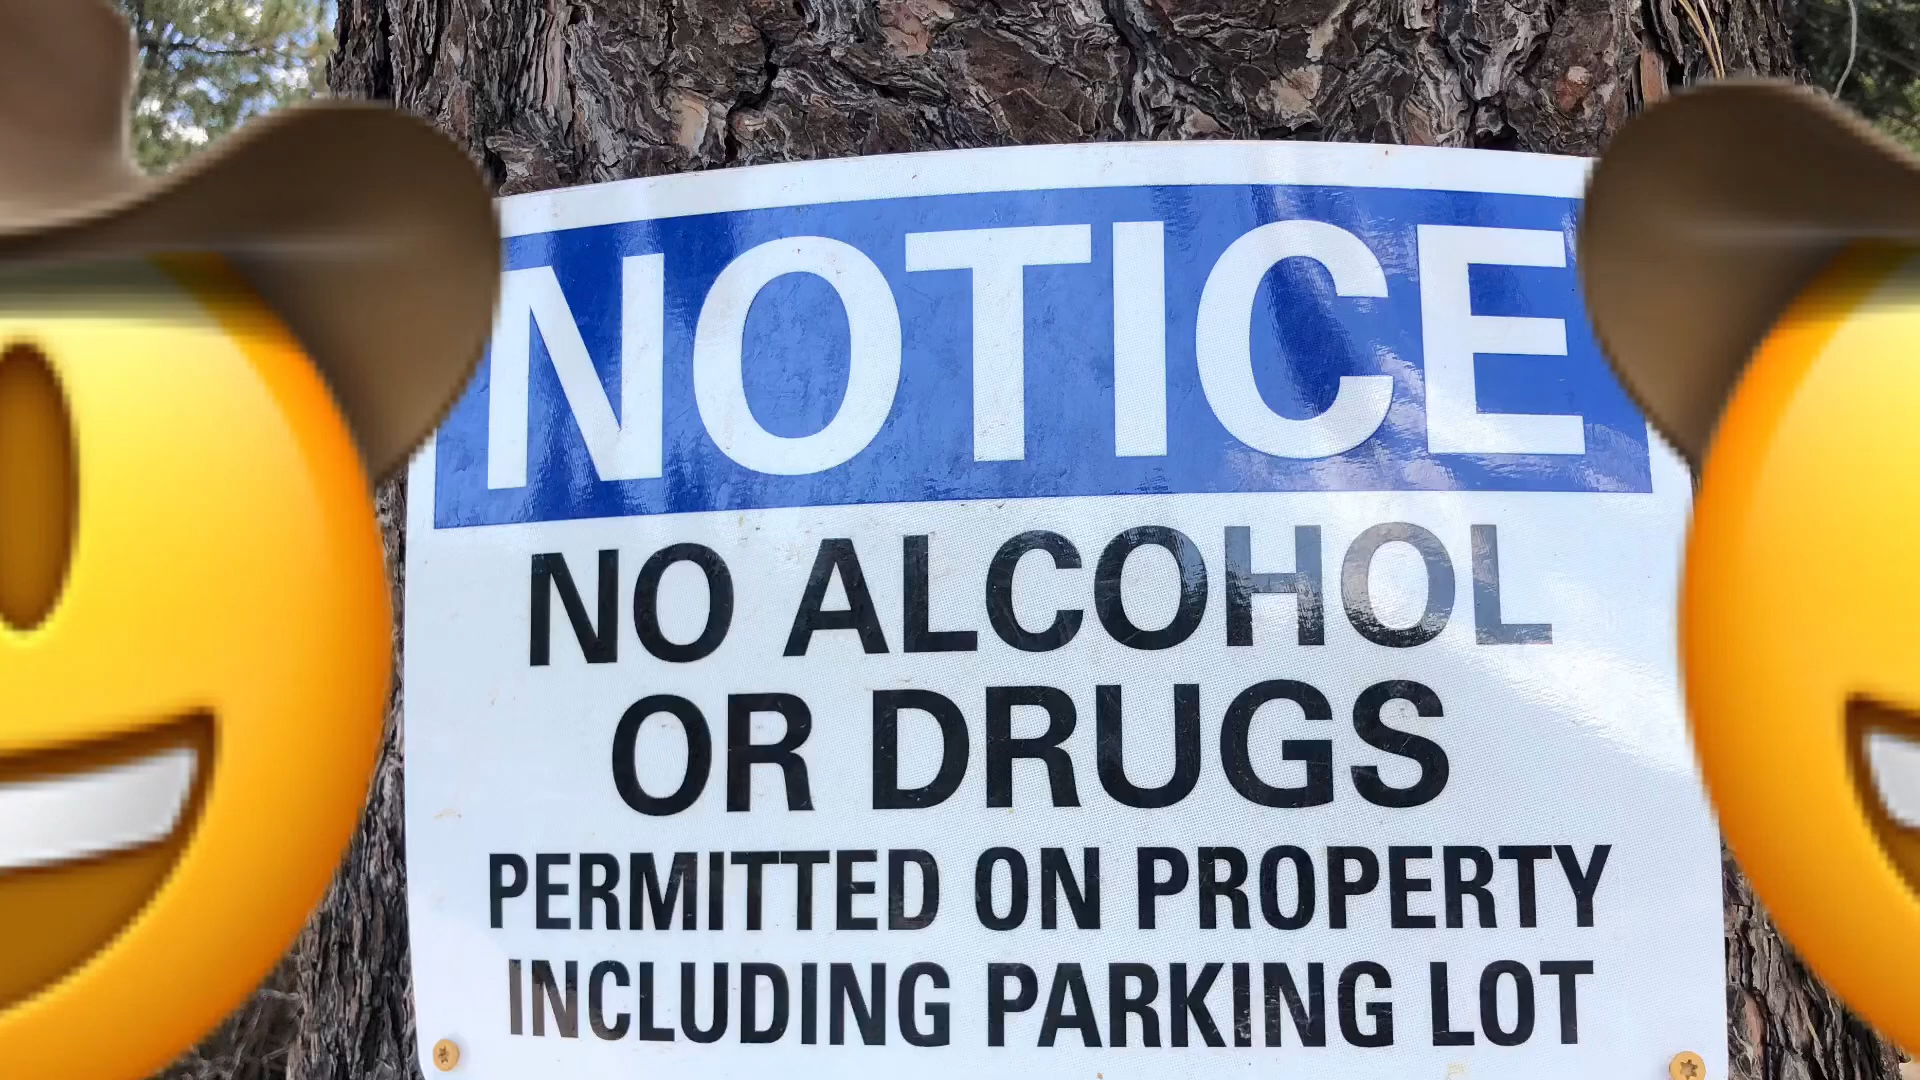 NOTICE
NO ALCOHOL
OR DRUGS
PERMITTED ON PROPERTY
INCLUDING PARKING LOT